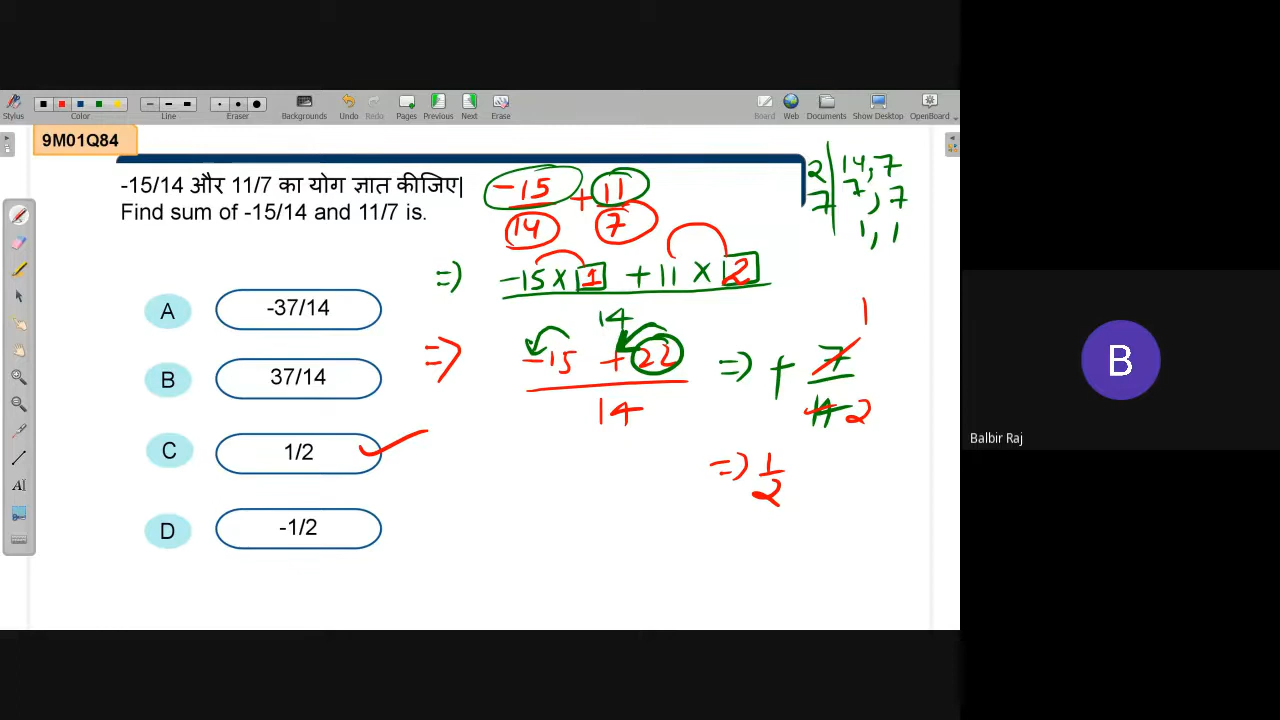 Stylus
Color
Line
Eraser
Backgrounds
Undo
Redo
Pages
Previous
Next
Erase
Board
Web
Documents
Show Desktop
OpenBoard
9M01Q84
-15/14 और 11/7 का योग ज्ञात कीजिए|
Find sum of -15/14 and 11/7 is.
A
-37/14
B
37/14
C
1/2
D
-1/2
-15 + 11
14 7
2 | 14, 7
7 | 7, 7
1, 1
=> -15 × 1 + 11 × 2
14
=> -15 + 22 => + 7 1
14 14 2
=> 1
2
B
Balbir Raj